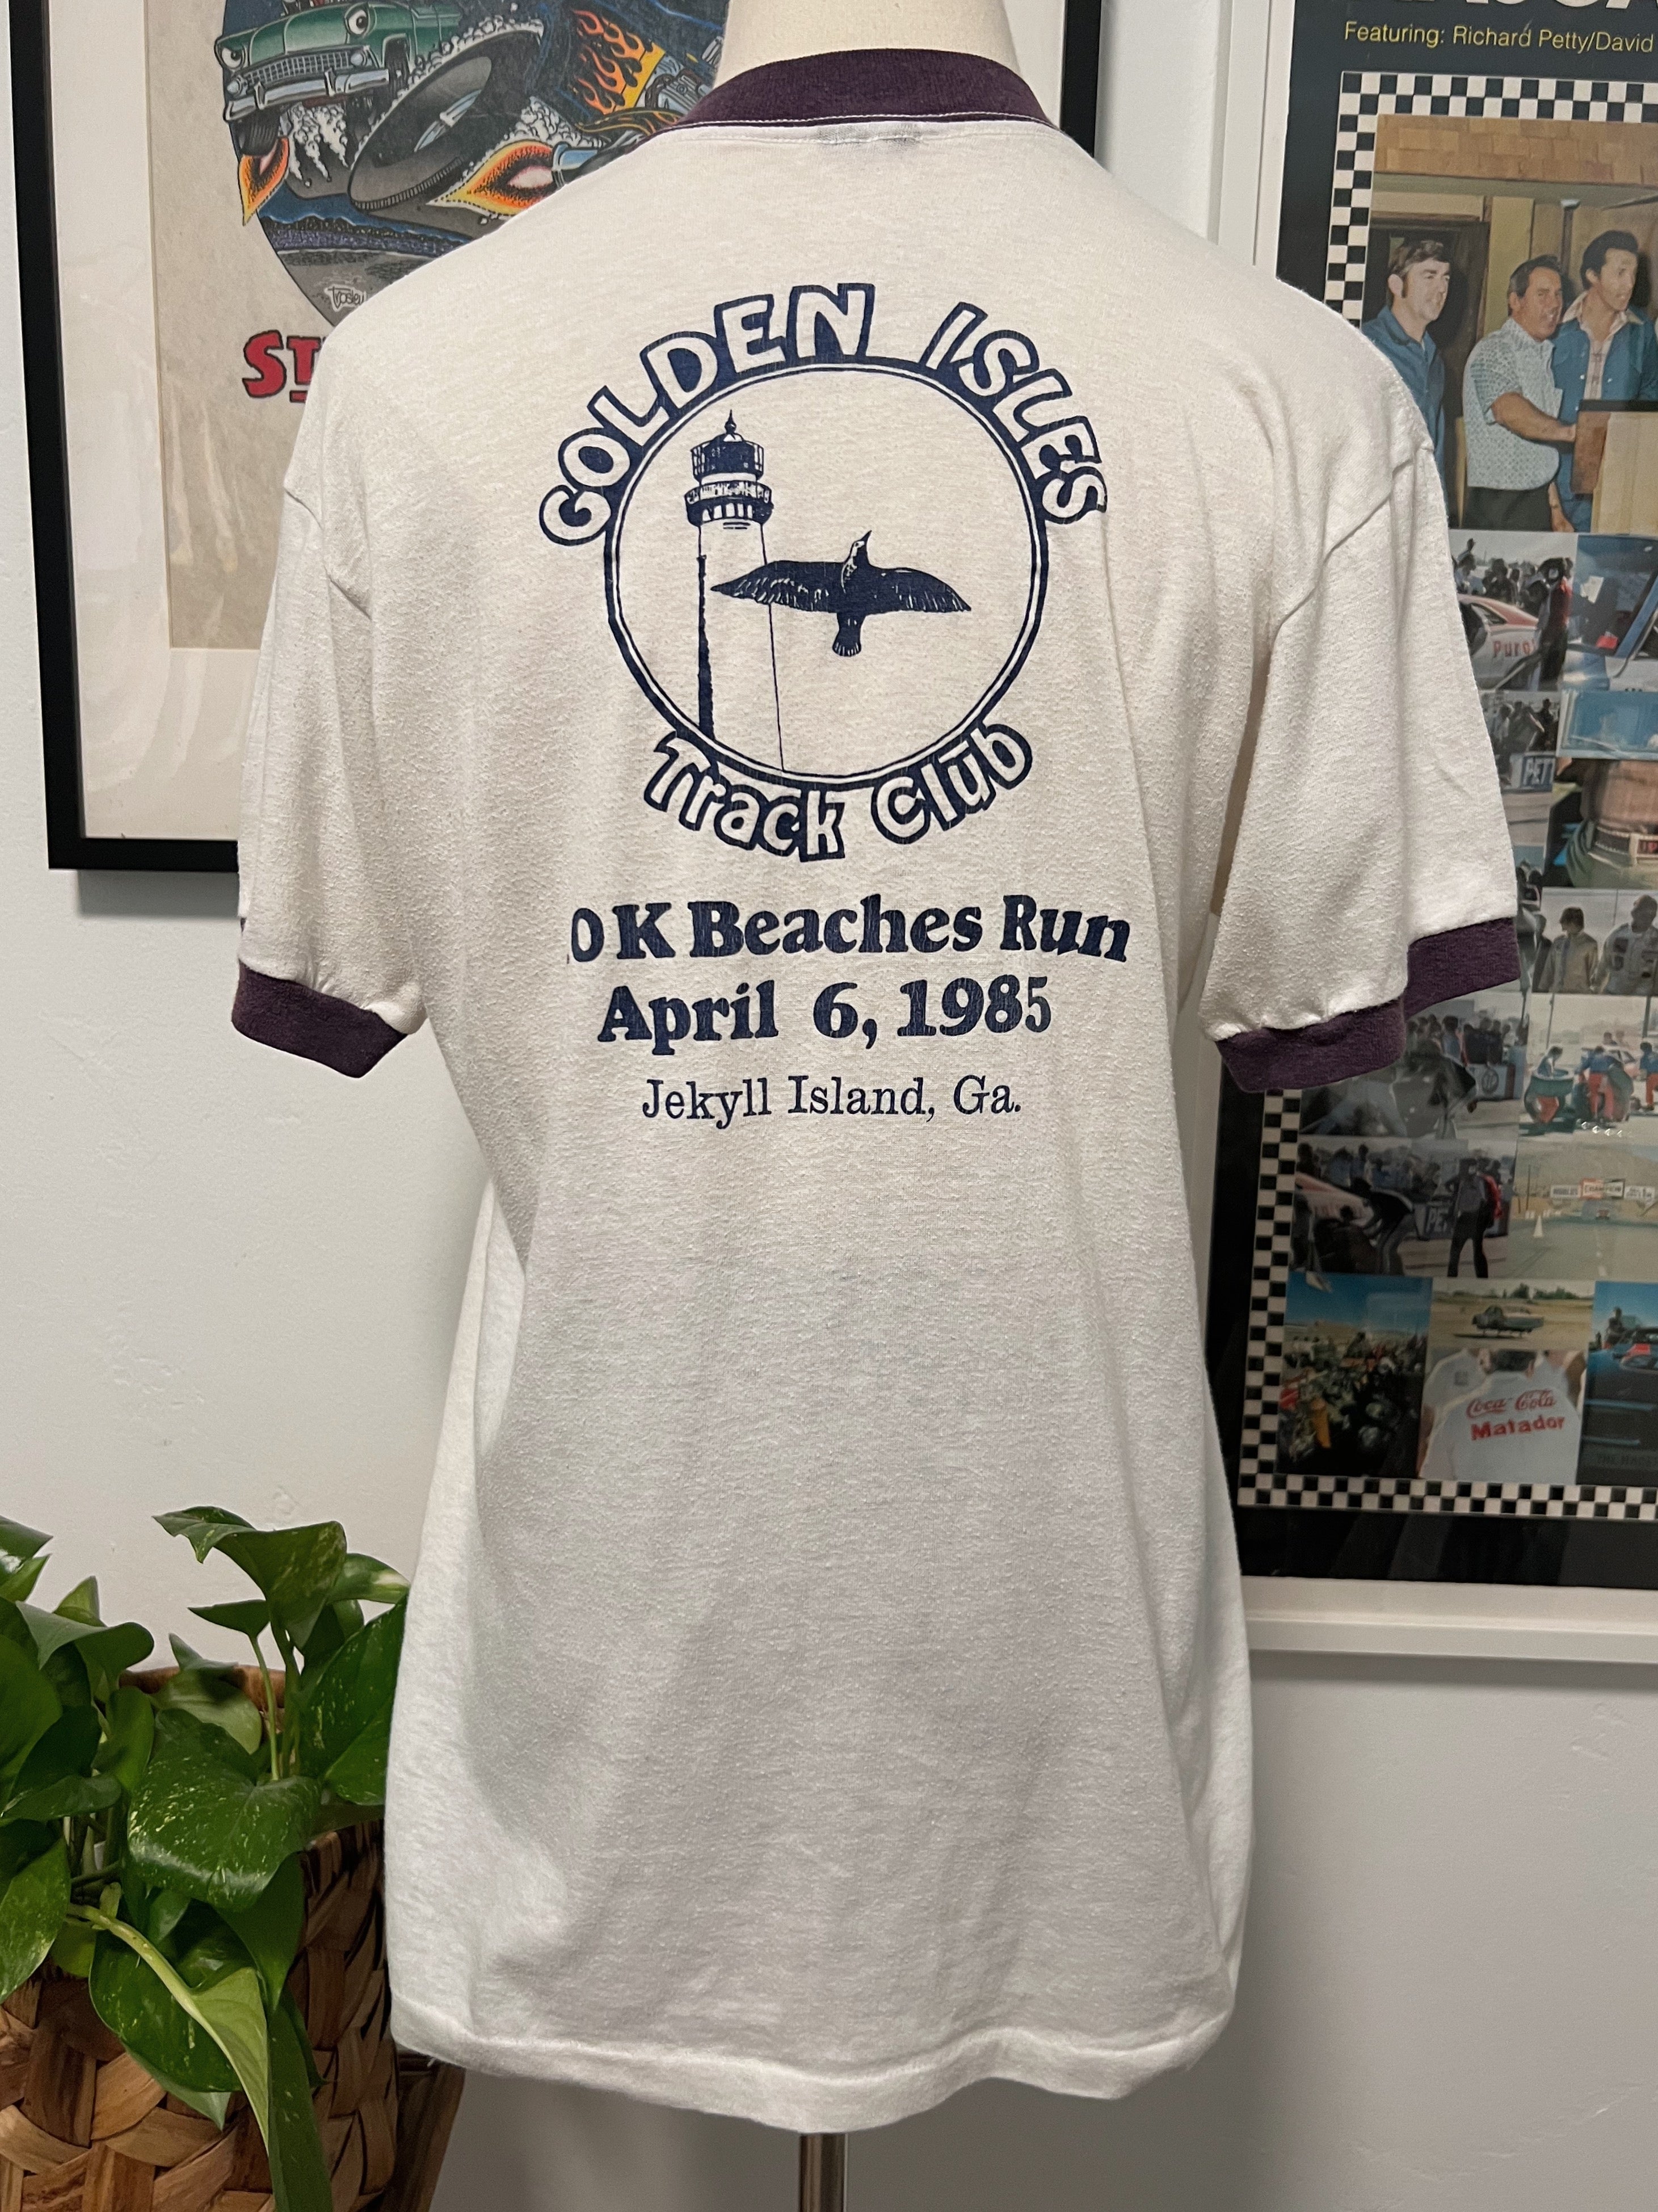 Featuring: Richard Petty/David
GOLDEN ISLES
Track Club
0K Beaches Run
April 6, 1985
Jekyll Island, Ga.
Coca-Cola
Matador